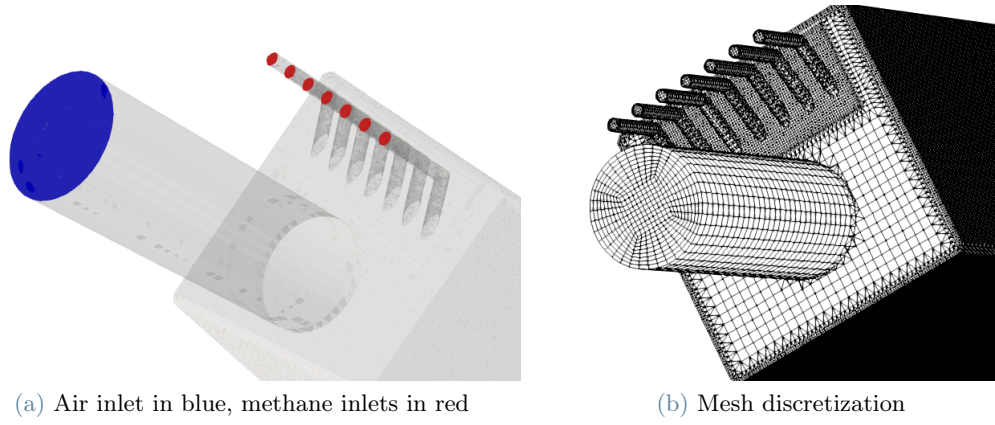 (a) Air inlet in blue, methane inlets in red
(b) Mesh discretization